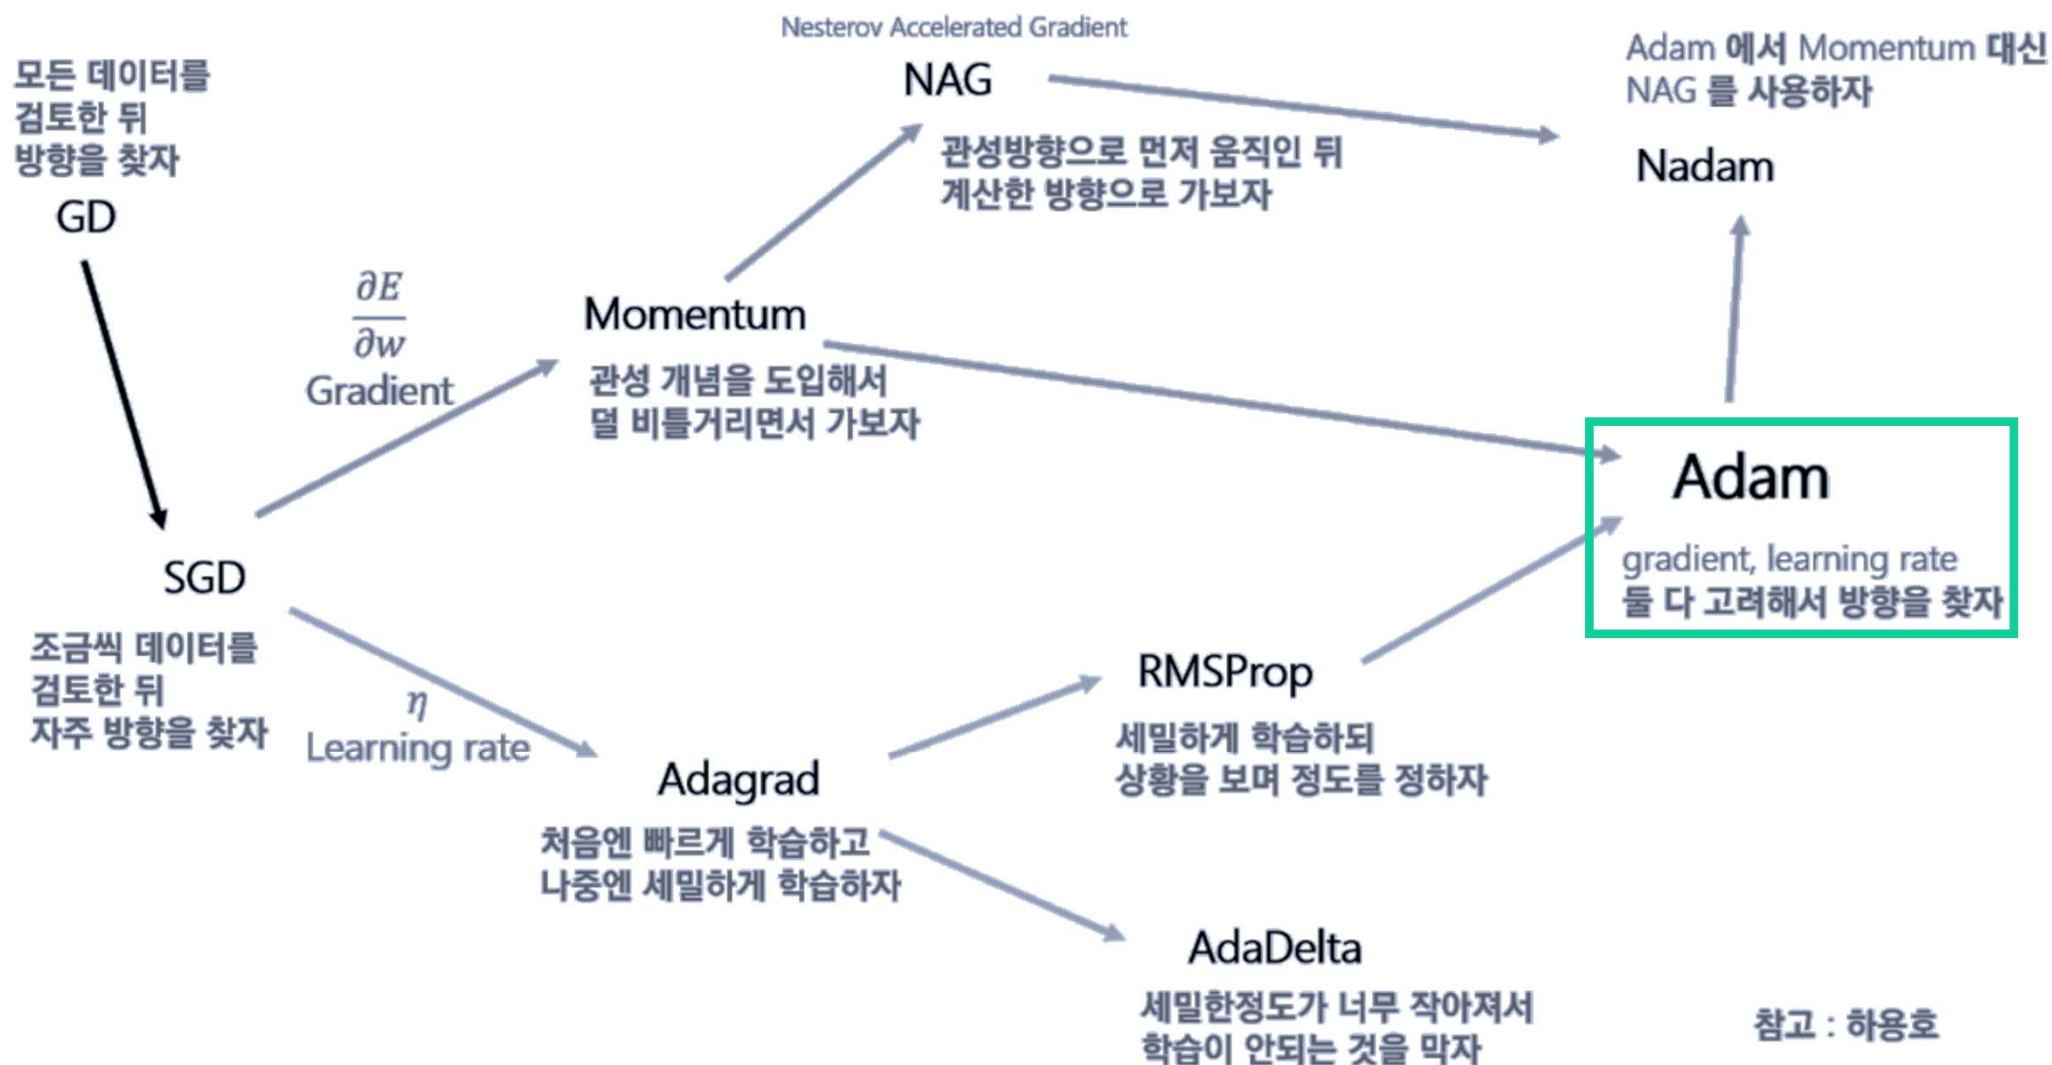 모든 데이터를
검토한 뒤
방향을 찾자
GD
∂E
∂w
Gradient
SGD
조금씩 데이터를
검토한 뒤
자주 방향을 찾자
η
Learning rate
Nesterov Accelerated Gradient
NAG
관성방향으로 먼저 움직인 뒤
계산한 방향으로 가보자
Momentum
관성 개념을 도입해서
덜 비틀거리면서 가보자
Adagrad
처음엔 빠르게 학습하고
나중엔 세밀하게 학습하자
RMSProp
세밀하게 학습하되
상황을 보며 정도를 정하자
AdaDelta
세밀한정도가 너무 작아져서
학습이 안되는 것을 막자
Adam 에서 Momentum 대신
NAG 를 사용하자
Nadam
Adam
gradient, learning rate
둘 다 고려해서 방향을 찾자
참고 : 하용호